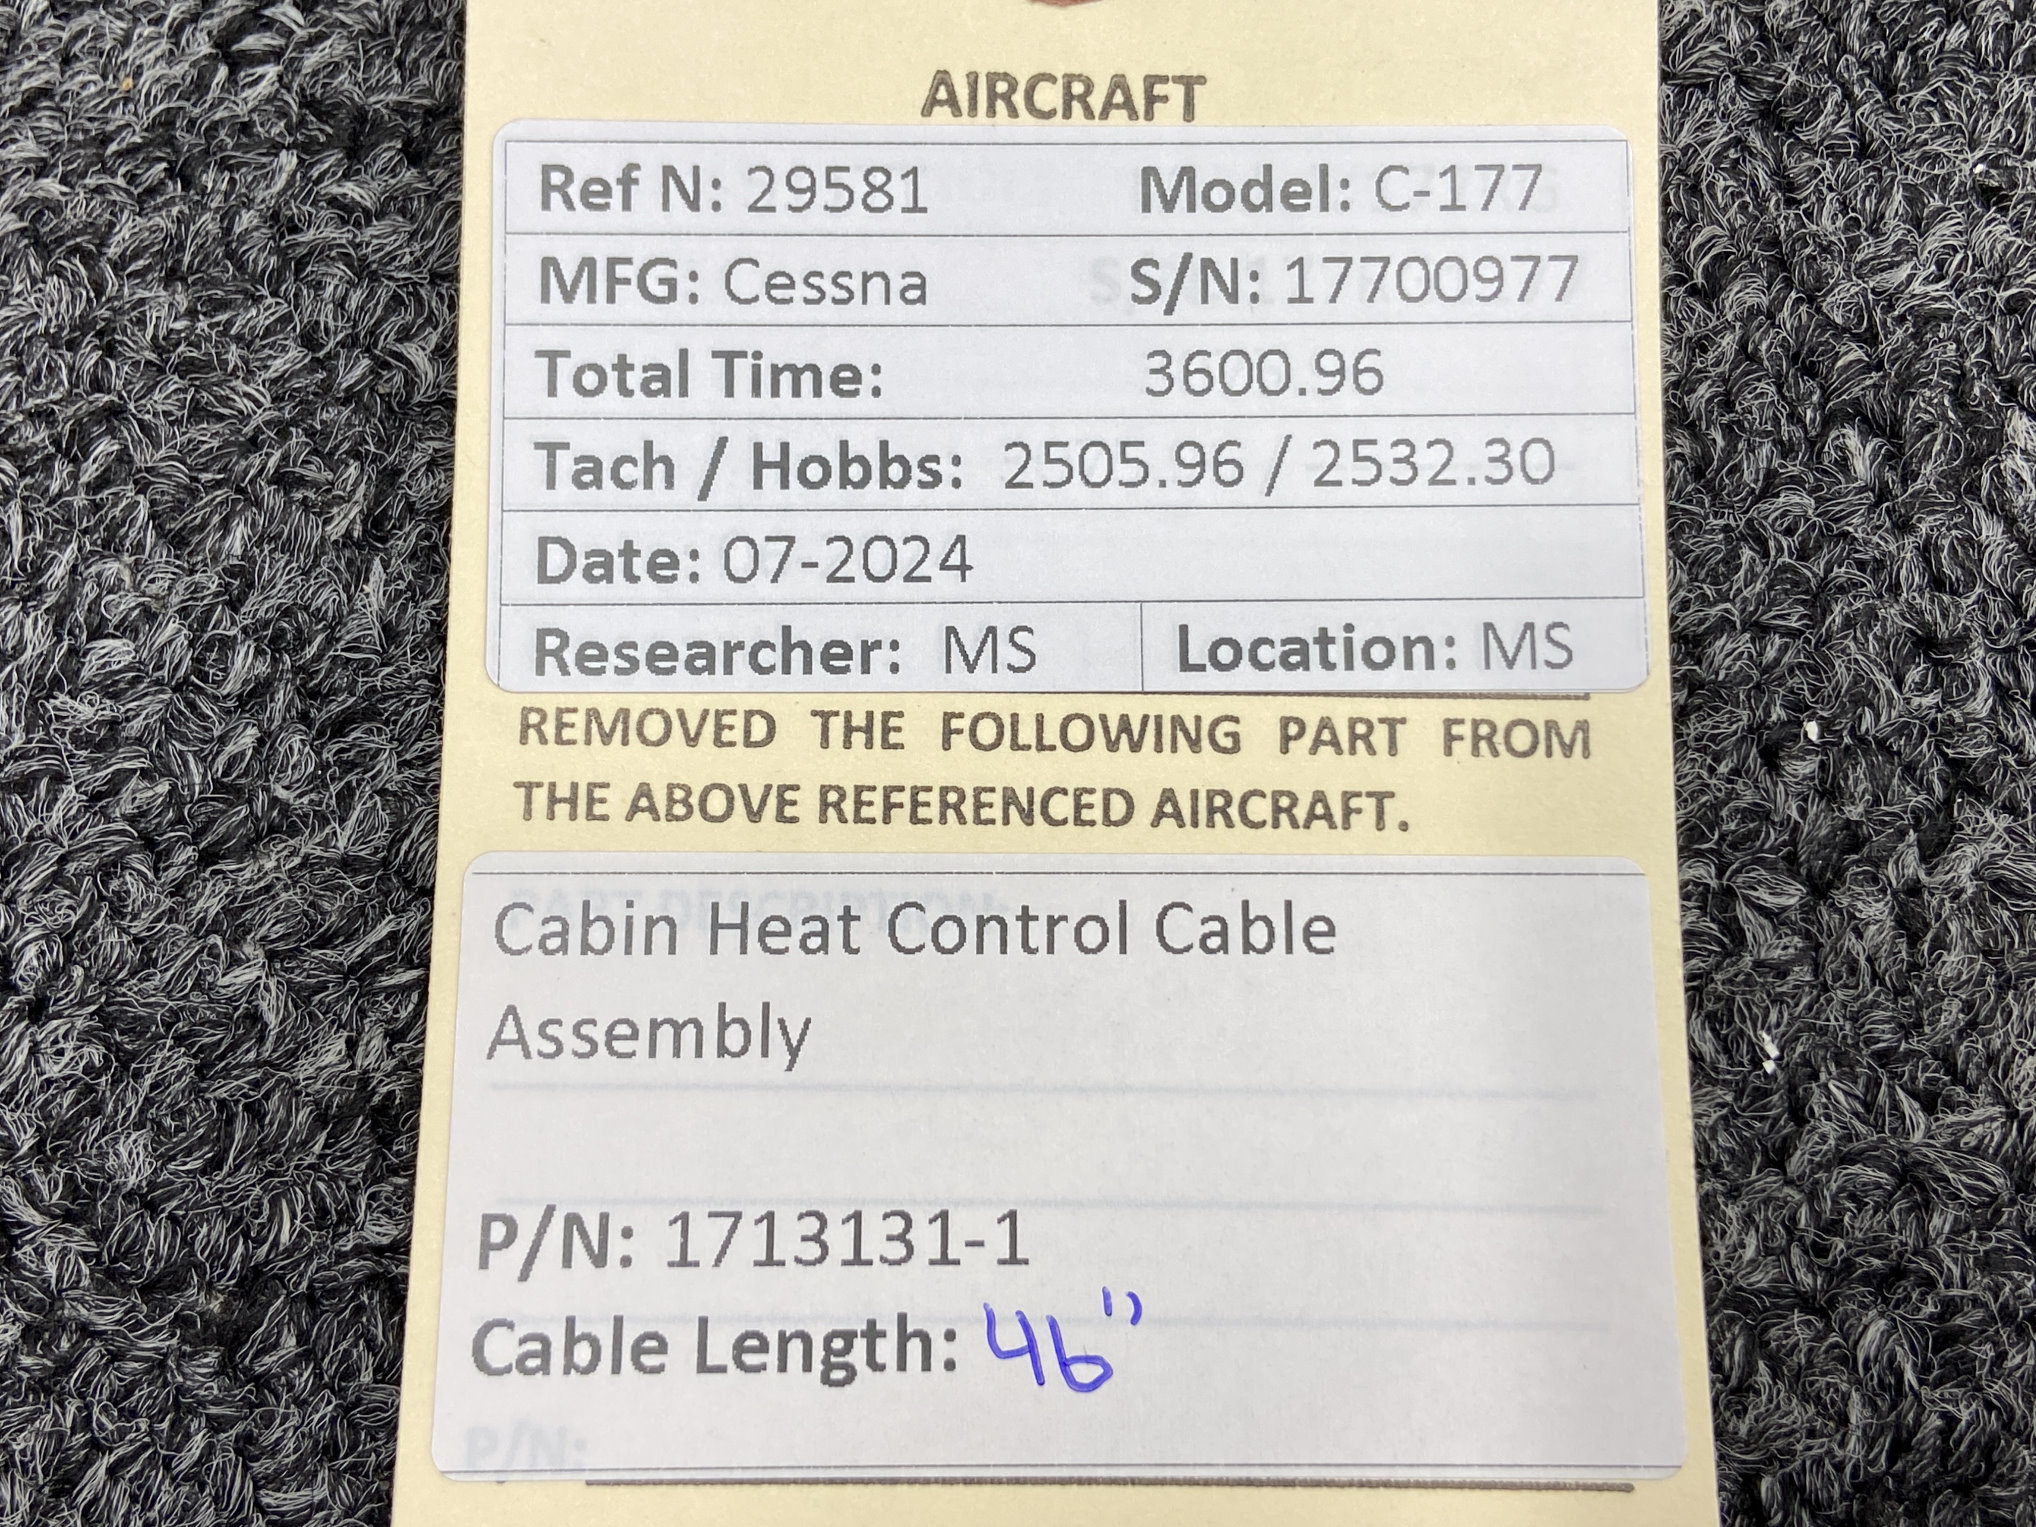 AIRCRAFT
Ref N: 29581 Model: C-177
MFG: Cessna S/N: 17700977
Total Time: 3600.96
Tach / Hobbs: 2505.96 / 2532.30
Date: 07-2024
Researcher: MS Location: MS
REMOVED THE FOLLOWING PART FROM
THE ABOVE REFERENCED AIRCRAFT.
PART DESCRIPTION:
Cabin Heat Control Cable
Assembly
P/N: 1713131-1
Cable Length: 46"
P/N: